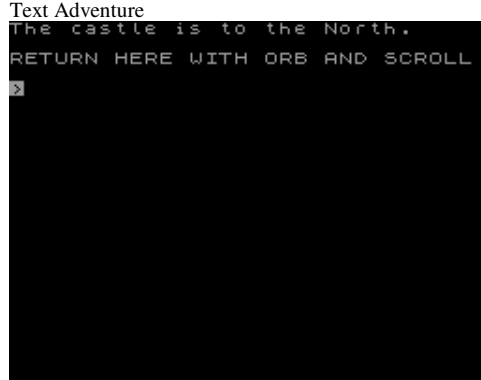 Text Adventure
The castle is to the North.
RETURN HERE WITH ORB AND SCROLL
>